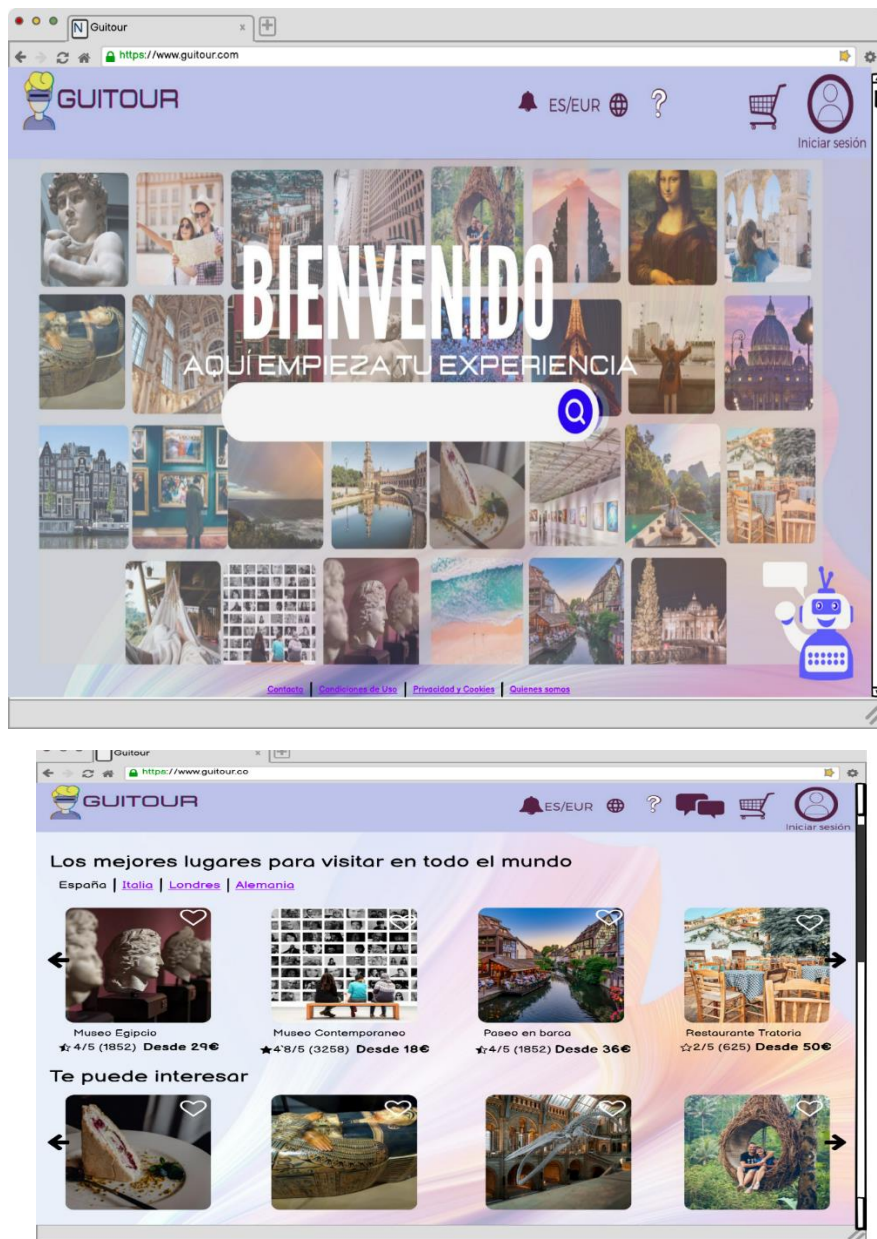 Guitour
https://www.guitour.com
GUITOUR
ES/EUR
?
Iniciar sesión
BIENVENIDO
AQUÍ EMPIEZA TU EXPERIENCIA
Contacto | Condiciones de Uso | Privacidad y Cookies | Quienes somos
Guitour
https://www.guitour.co
GUITOUR
ES/EUR
?
Iniciar sesión
Los mejores lugares para visitar en todo el mundo
España | Italia | Londres | Alemania
Museo Egipcio
4/5 (1852) Desde 29€
Museo Contemporaneo
4`8/5 (3258) Desde 18€
Paseo en barca
4/5 (1852) Desde 36€
Restaurante Tratoria
2/5 (625) Desde 50€
Te puede interesar